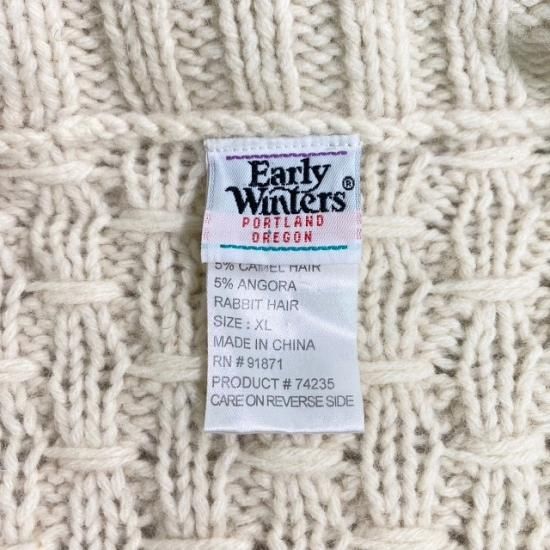 Early
Winters®
PORTLAND
OREGON
5% CAMEL HAIR
5% ANGORA
RABBIT HAIR
SIZE : XL
MADE IN CHINA
RN # 91871
PRODUCT # 74235
CARE ON REVERSE SIDE